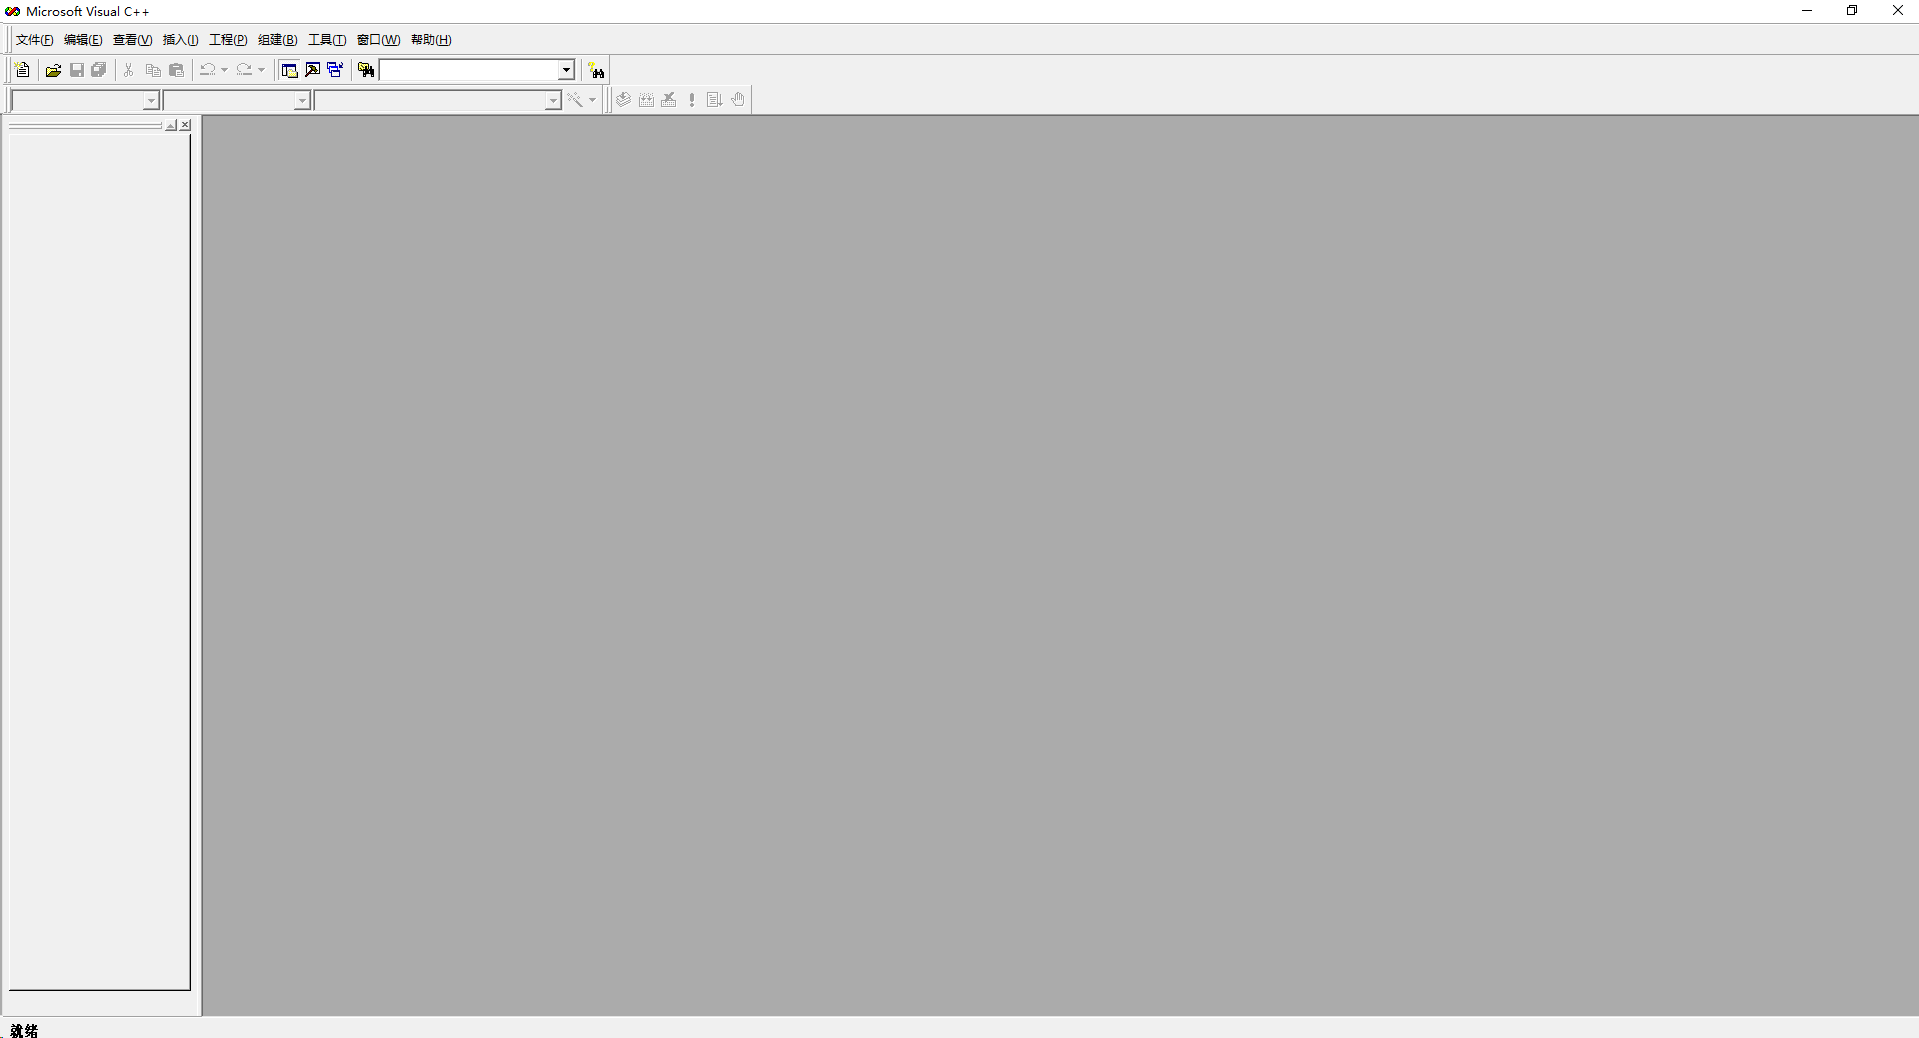 Microsoft Visual C++
文件(F) 编辑(E) 查看(V) 插入(I) 工程(P) 组建(B) 工具(T) 窗口(W) 帮助(H)
就绪